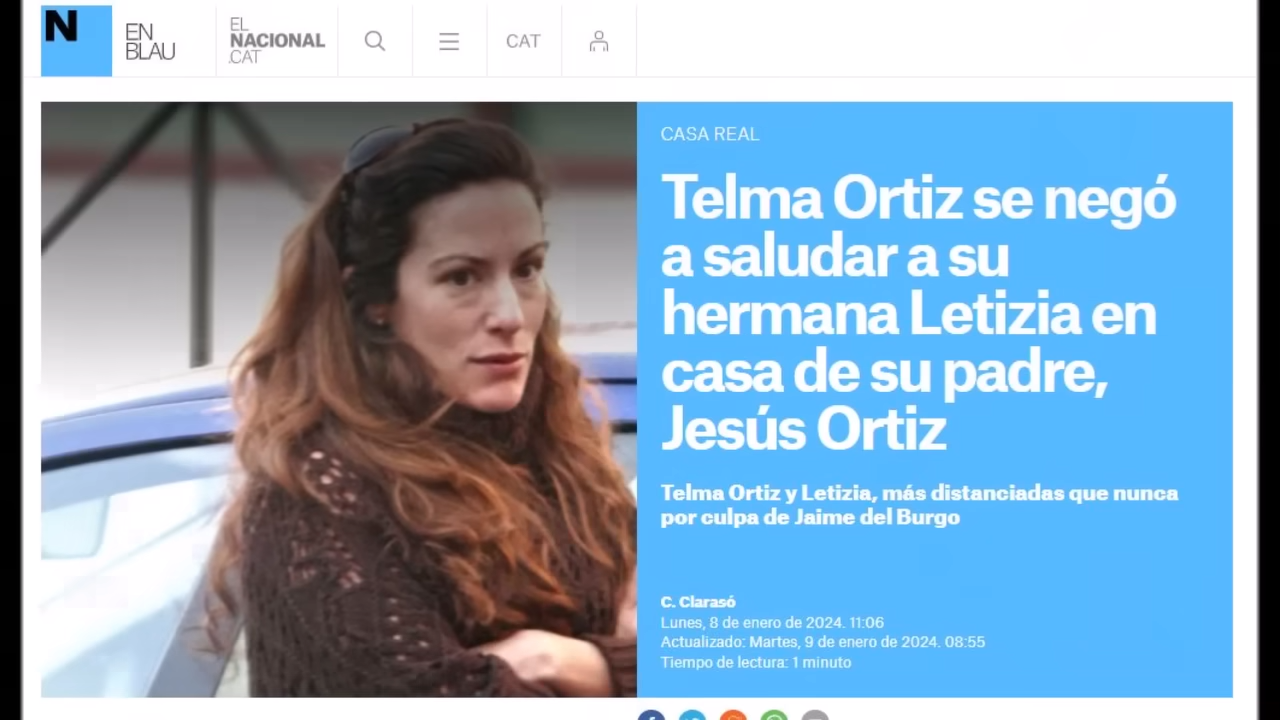 N
EN
BLAU
EL
NACIONAL
.CAT
CAT
CASA REAL
Telma Ortiz se negó
a saludar a su
hermana Letizia en
casa de su padre,
Jesús Ortiz
Telma Ortiz y Letizia, más distanciadas que nunca
por culpa de Jaime del Burgo
C. Clarasó
Lunes, 8 de enero de 2024. 11:06
Actualizado: Martes, 9 de enero de 2024. 08:55
Tiempo de lectura: 1 minuto